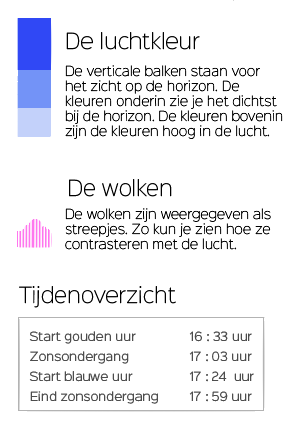 De luchtkleur
De verticale balken staan voor
het zicht op de horizon. De
kleuren onderin zie je het dichtst
bij de horizon. De kleuren bovenin
zijn de kleuren hoog in de lucht.
De wolken
De wolken zijn weergegeven als
streepjes. Zo kun je zien hoe ze
contrasteren met de lucht.
Tijdenoverzicht
Start gouden uur 16 : 33 uur
Zonsondergang 17 : 03 uur
Start blauwe uur 17 : 24 uur
Eind zonsondergang 17 : 59 uur